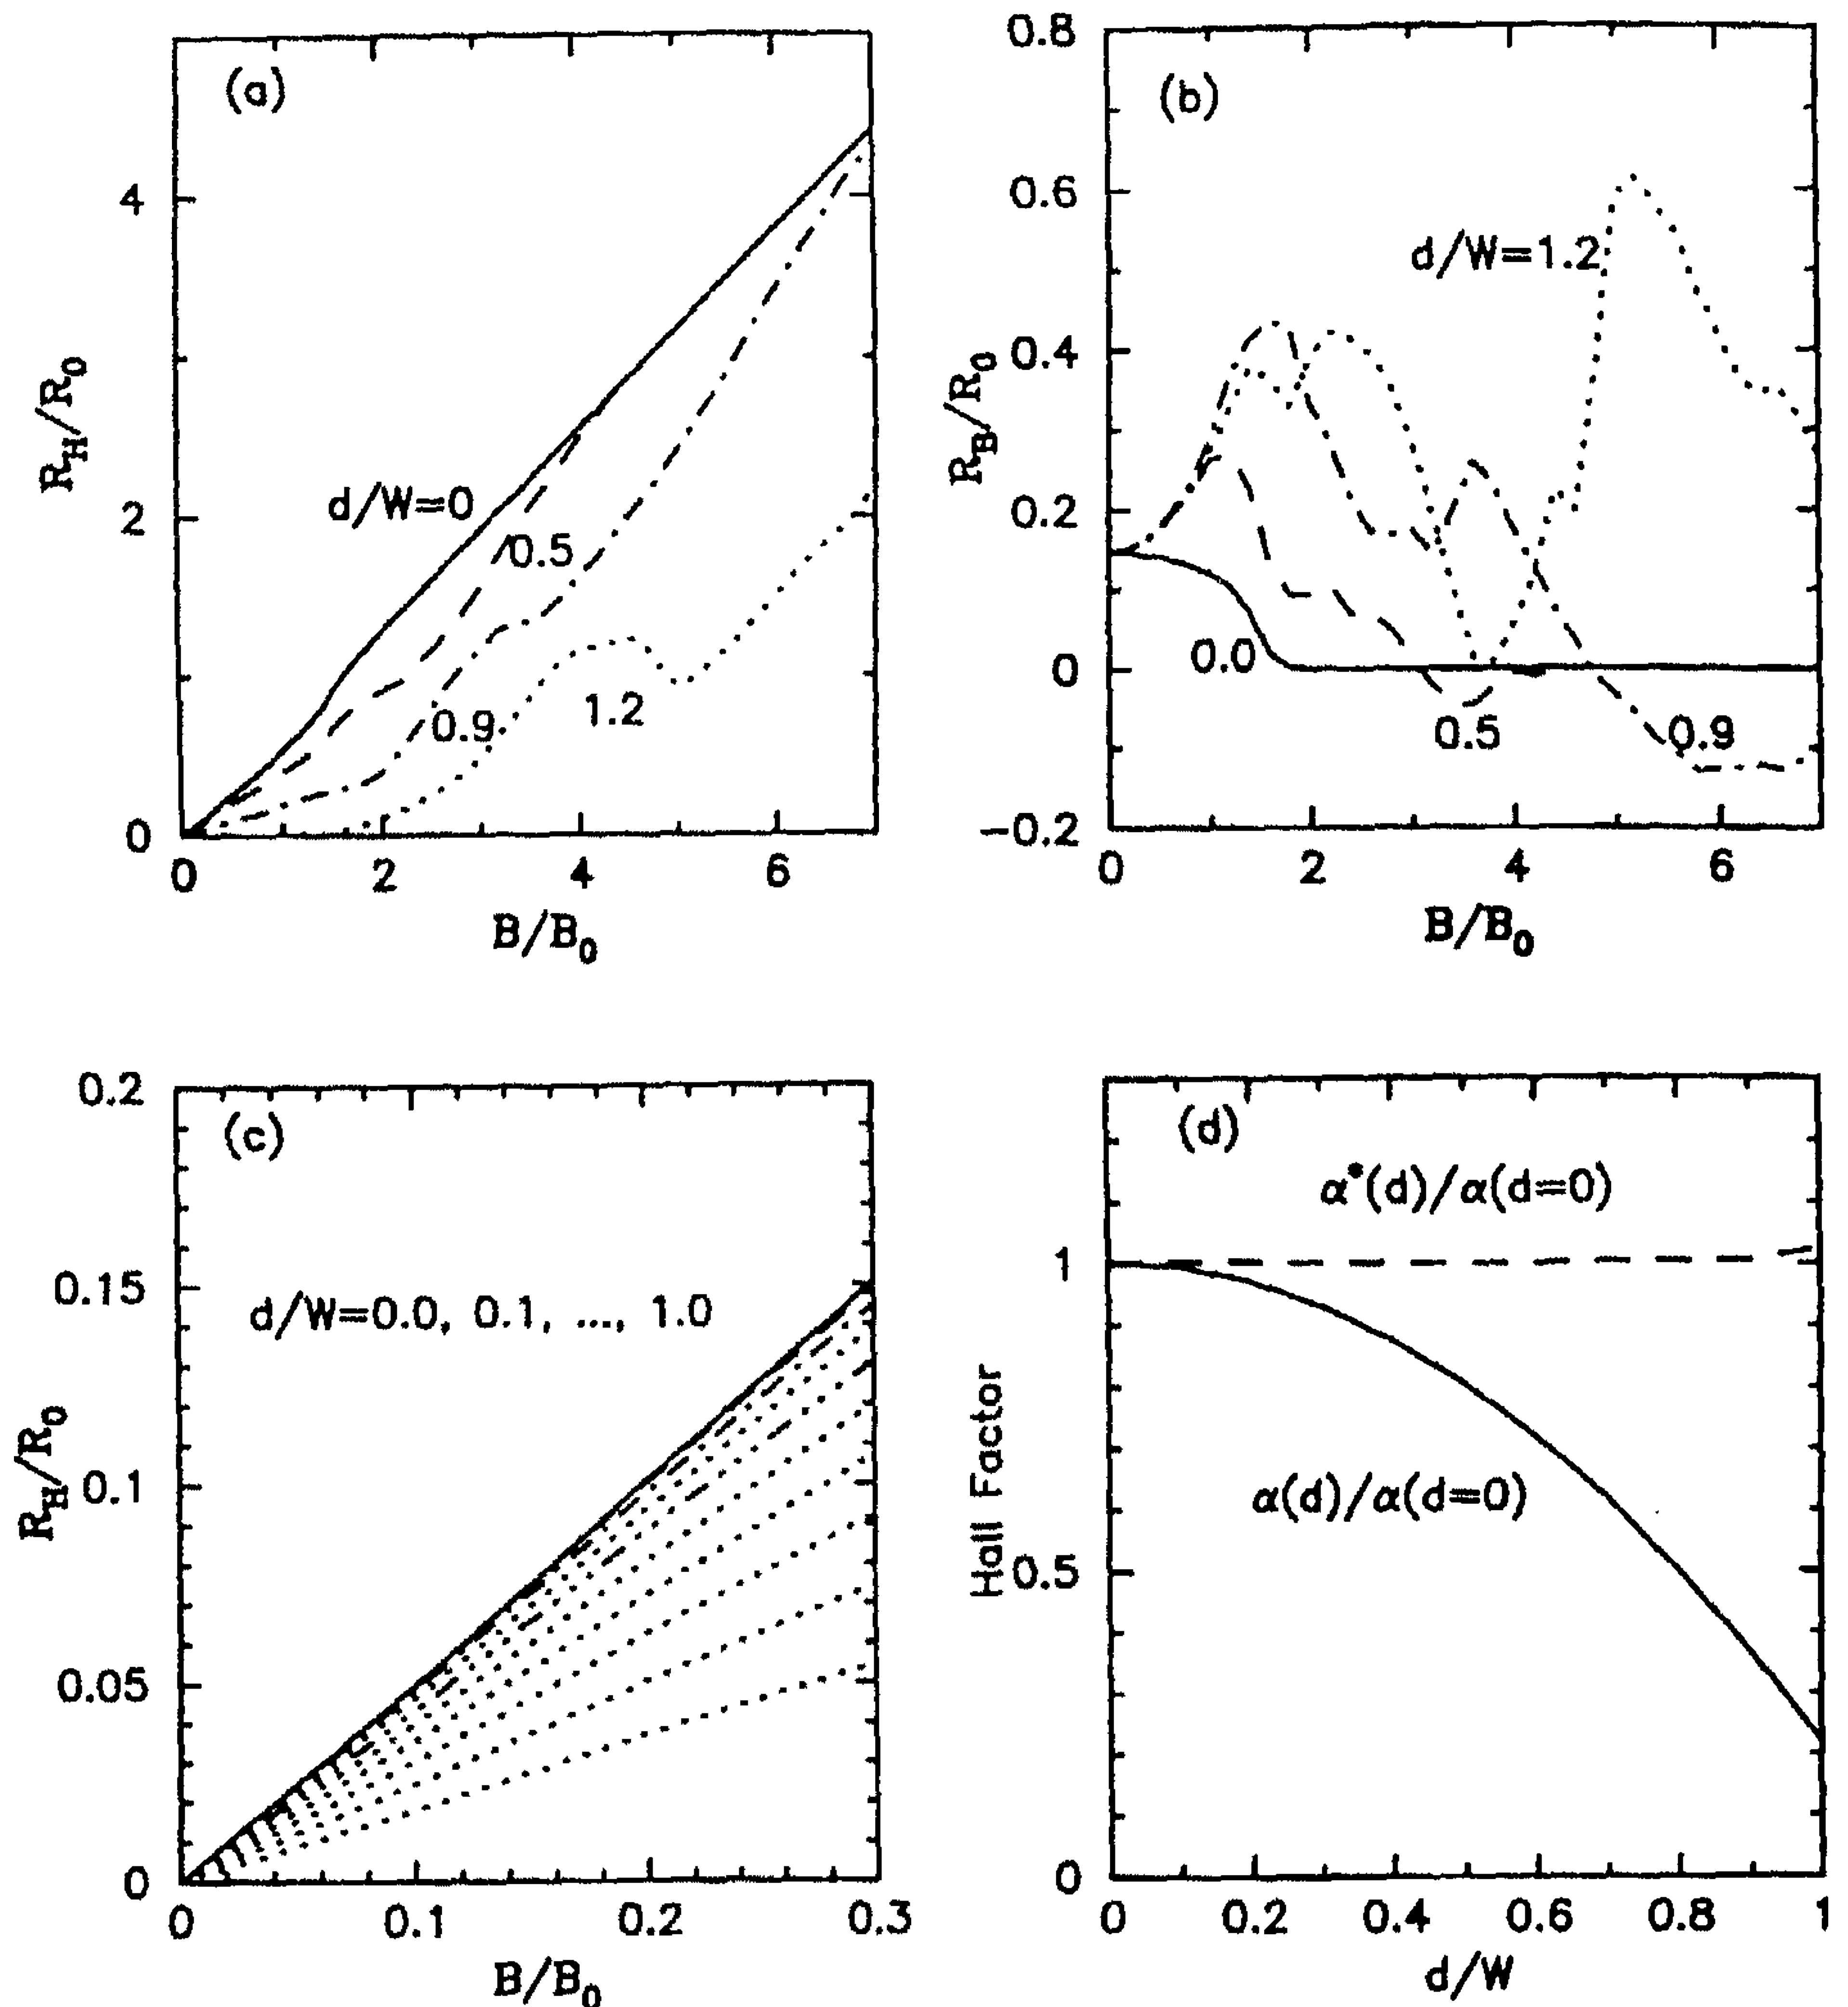 (a)
R_H/R_0
4
2
0
d/W=0
0.5
0.9
1.2
0 2 4 6
B/B_0
(b)
R_B/R_0
0.8
0.6
0.4
0.2
0
−0.2
d/W=1.2
0.0
0.5
0.9
0 2 4 6
B/B_0
(c)
R_H/R_0
0.2
0.15
0.1
0.05
0
d/W=0.0, 0.1, ..., 1.0
0 0.1 0.2 0.3
B/B_0
(d)
Hall Factor
1
0.5
0
α*(d)/α(d=0)
α(d)/α(d=0)
0 0.2 0.4 0.6 0.8 1
d/W